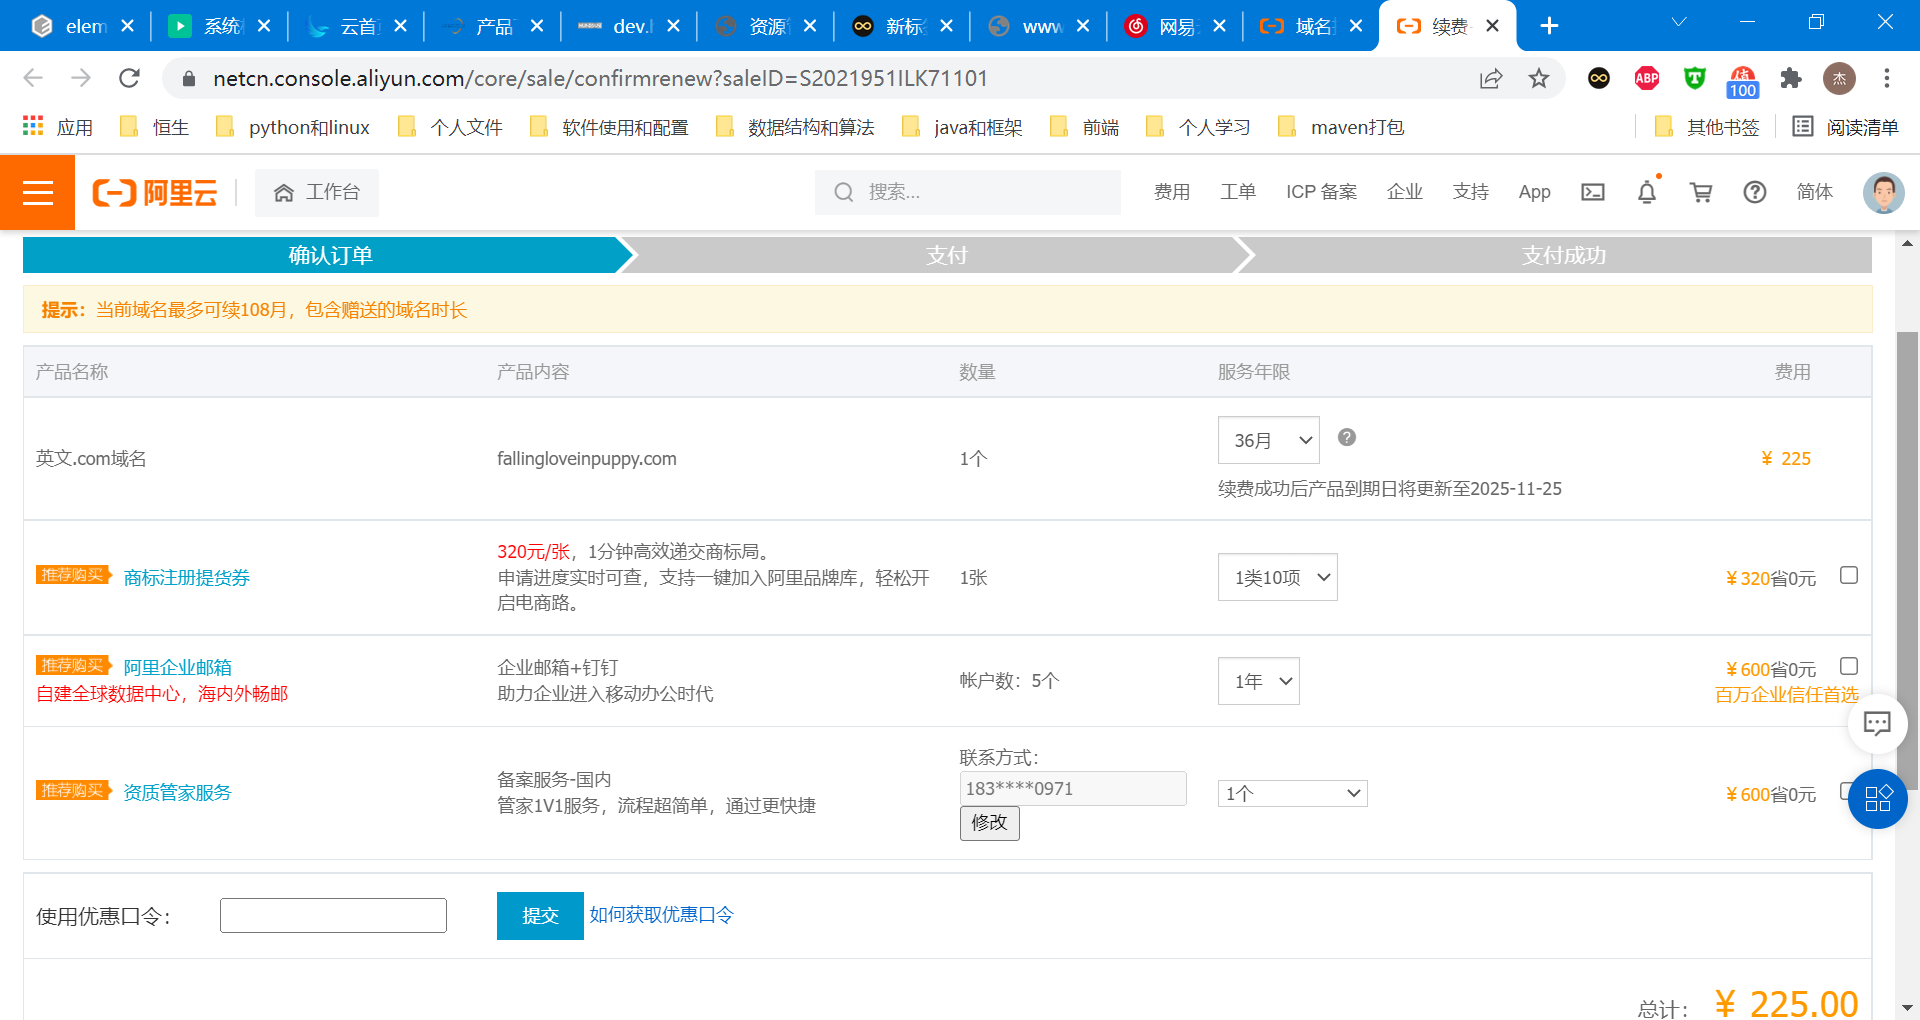 elem
系统
云首
产品
dev.
资源
新标
www
网易
域名
续费-
netcn.console.aliyun.com/core/sale/confirmrenew?saleID=S2021951ILK71101
ABP
100
杰
应用
恒生
python和linux
个人文件
软件使用和配置
数据结构和算法
java和框架
前端
个人学习
maven打包
其他书签
阅读清单
阿里云
工作台
搜索...
费用
工单
ICP 备案
企业
支持
App
简体
确认订单
支付
支付成功
提示：当前域名最多可续108月，包含赠送的域名时长
产品名称 产品内容 数量 服务年限 费用
英文.com域名
fallingloveinpuppy.com
1个
36月
续费成功后产品到期日将更新至2025-11-25
¥ 225
推荐购买 商标注册提货券
320元/张，1分钟高效递交商标局。
申请进度实时可查，支持一键加入阿里品牌库，轻松开
启电商路。
1张
1类10项
¥320省0元
推荐购买 阿里企业邮箱
自建全球数据中心，海内外畅邮
企业邮箱+钉钉
助力企业进入移动办公时代
帐户数：5个
1年
¥600省0元
百万企业信任首选
推荐购买 资质管家服务
备案服务-国内
管家1V1服务，流程超简单，通过更快捷
联系方式：
183****0971
修改
1个
¥600省0元
使用优惠口令：
提交
如何获取优惠口令
总计： ¥ 225.00